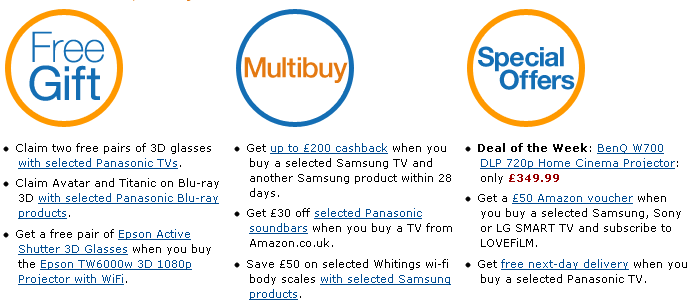 Free
Gift
Claim two free pairs of 3D glasses
with selected Panasonic TVs.
Claim Avatar and Titanic on Blu-ray
3D with selected Panasonic Blu-ray
products.
Get a free pair of Epson Active
Shutter 3D Glasses when you buy
the Epson TW6000w 3D 1080p
Projector with WiFi.
Multibuy
Get up to £200 cashback when you
buy a selected Samsung TV and
another Samsung product within 28
days.
Get £30 off selected Panasonic
soundbars when you buy a TV from
Amazon.co.uk.
Save £50 on selected Whitings wi-fi
body scales with selected Samsung
products.
Special
Offers
Deal of the Week: BenQ W700
DLP 720p Home Cinema Projector:
only £349.99
Get a £50 Amazon voucher when
you buy a selected Samsung, Sony
or LG SMART TV and subscribe to
LOVEFiLM.
Get free next-day delivery when you
buy a selected Panasonic TV.